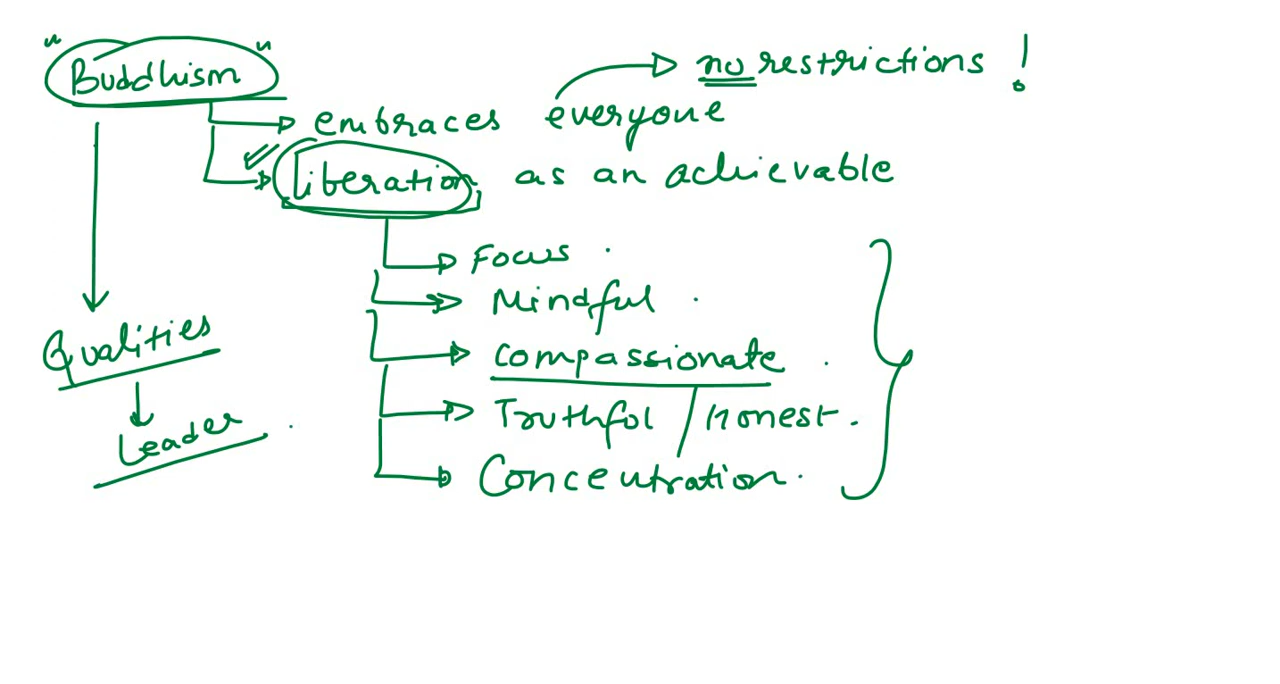 "Buddhism"
no restrictions !
embraces everyone
liberation as an achievable
Focus .
Mindful .
compassionate .
Truthful / honest .
Concentration .
Qualities
Leader .